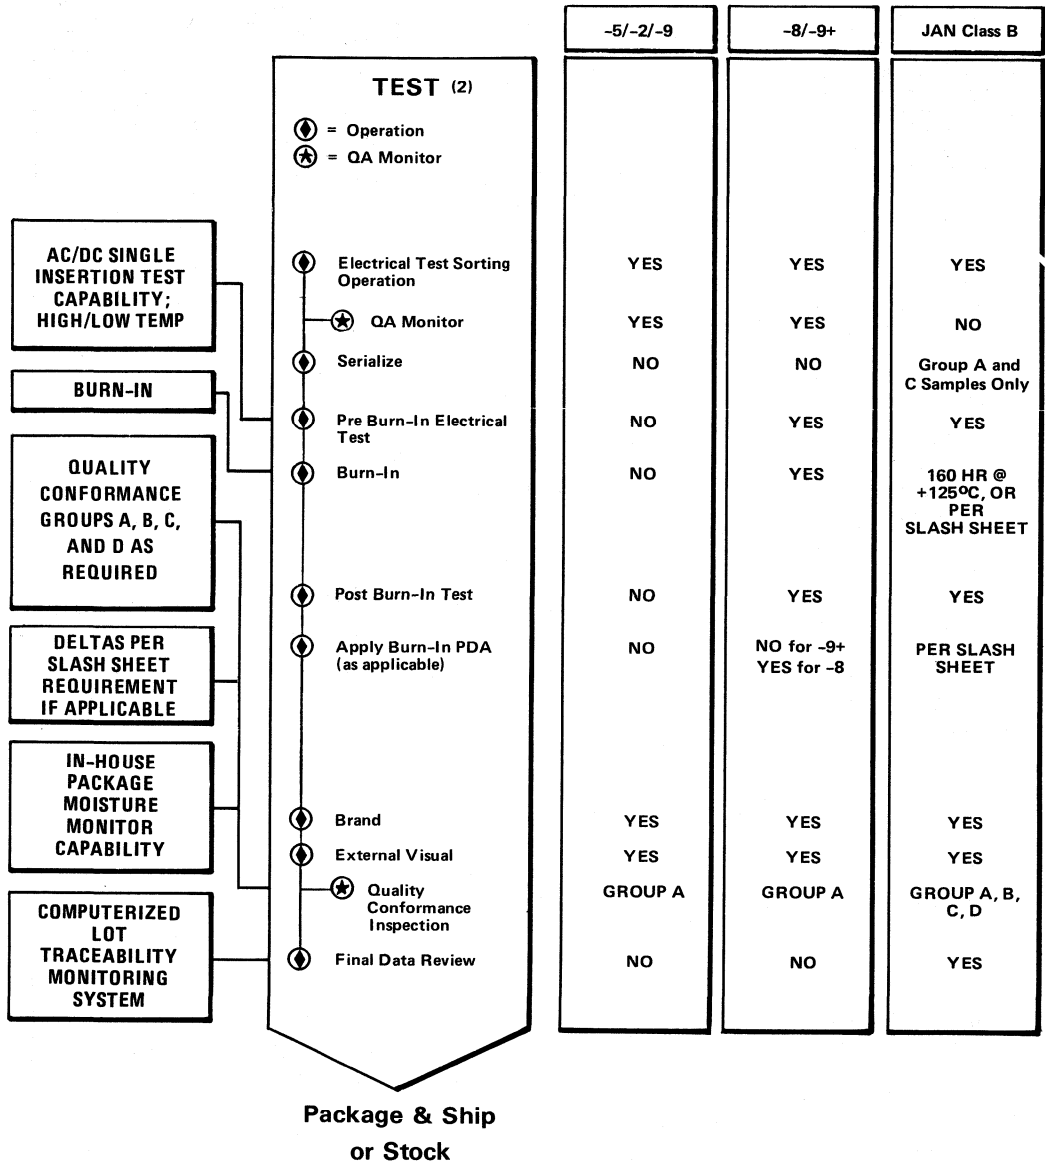 -5/-2/-9
-8/-9+
JAN Class B
TEST (2)
= Operation
= QA Monitor
AC/DC SINGLE
INSERTION TEST
CAPABILITY;
HIGH/LOW TEMP
BURN-IN
QUALITY
CONFORMANCE
GROUPS A, B, C,
AND D AS
REQUIRED
DELTAS PER
SLASH SHEET
REQUIREMENT
IF APPLICABLE
IN-HOUSE
PACKAGE
MOISTURE
MONITOR
CAPABILITY
COMPUTERIZED
LOT
TRACEABILITY
MONITORING
SYSTEM
Electrical Test Sorting
Operation
YES
YES
YES
QA Monitor
YES
YES
NO
Serialize
NO
NO
Group A and
C Samples Only
Pre Burn-In Electrical
Test
NO
YES
YES
Burn-In
NO
YES
160 HR @
+125°C, OR
PER
SLASH SHEET
Post Burn-In Test
NO
YES
YES
Apply Burn-In PDA
(as applicable)
NO
NO for -9+
YES for -8
PER SLASH
SHEET
Brand
YES
YES
YES
External Visual
YES
YES
YES
Quality
Conformance
Inspection
GROUP A
GROUP A
GROUP A, B,
C, D
Final Data Review
NO
NO
YES
Package & Ship
or Stock